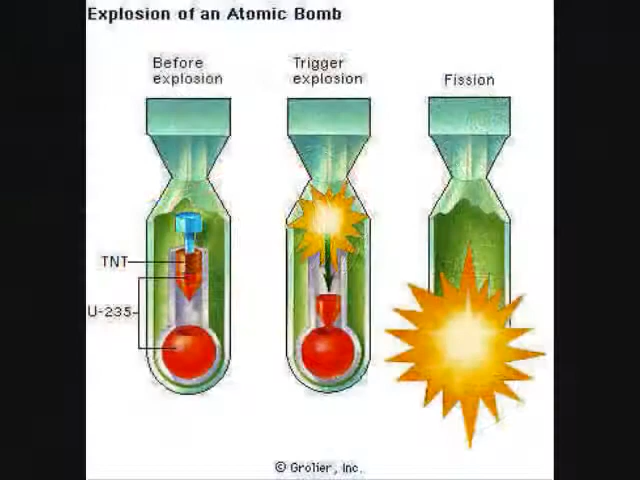 Explosion of an Atomic Bomb
Before
explosion
Trigger
explosion
Fission
TNT
U-235
© Grolier, Inc.